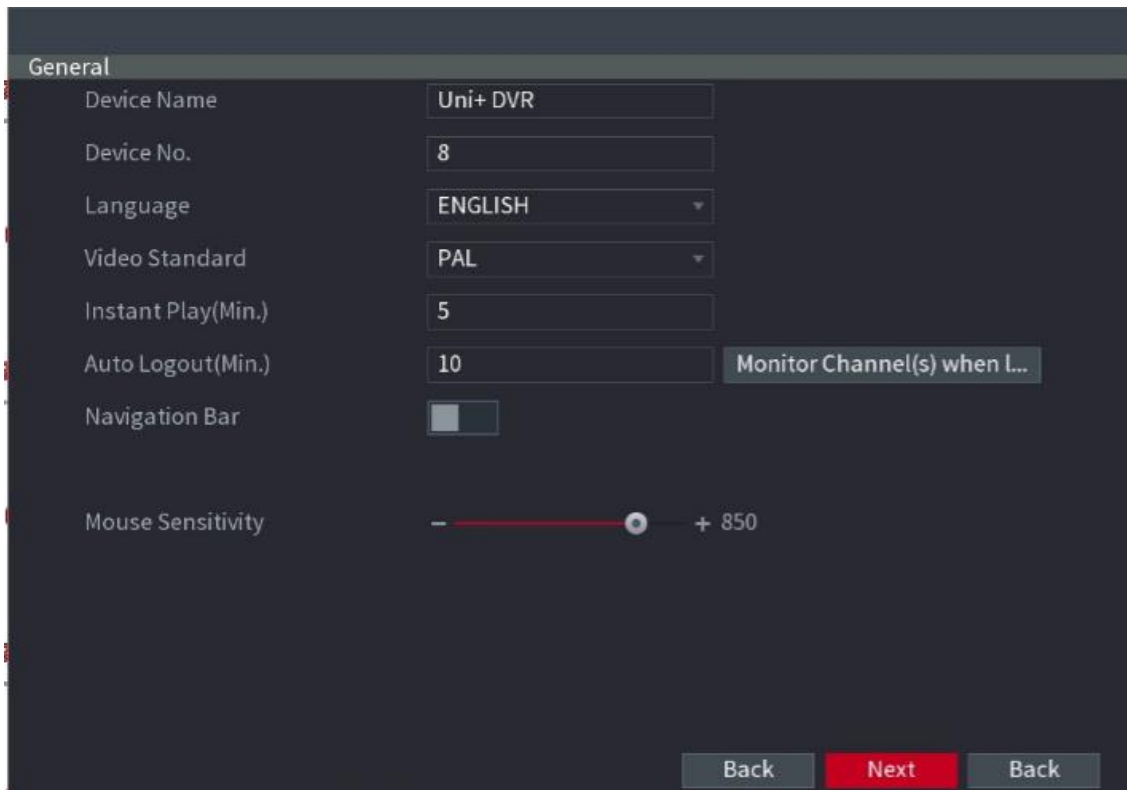 General
Device Name Uni+ DVR
Device No. 8
Language ENGLISH
Video Standard PAL
Instant Play(Min.) 5
Auto Logout(Min.) 10 Monitor Channel(s) when l...
Navigation Bar
Mouse Sensitivity − + 850
Back Next Back